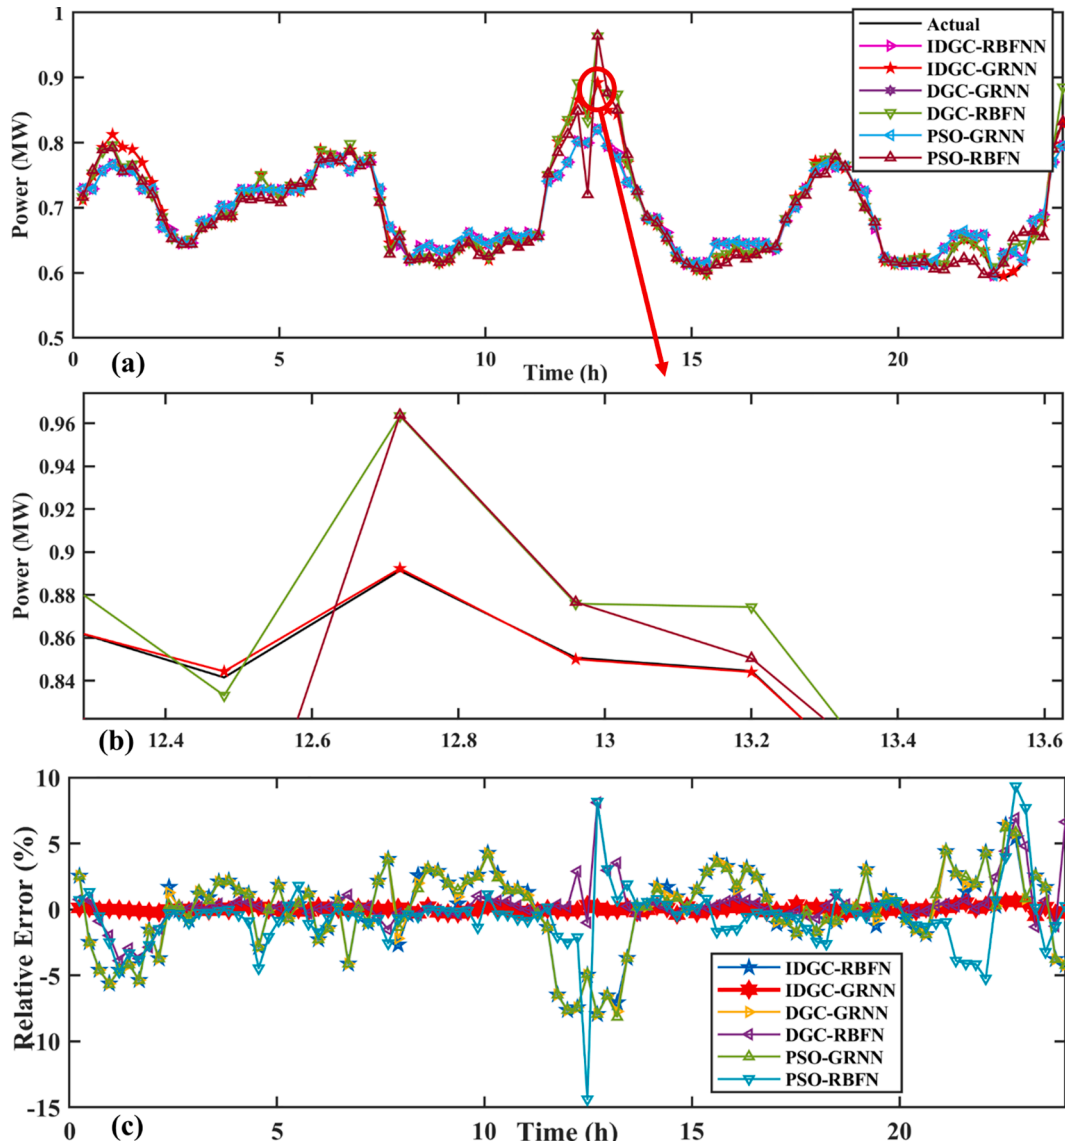 1
0.9
0.8
0.7
0.6
0.5
Power (MW)
Actual
IDGC-RBFNN
IDGC-GRNN
DGC-GRNN
DGC-RBFN
PSO-GRNN
PSO-RBFN
0 5 10 15 20
(a)
Time (h)
0.96
0.94
0.92
0.9
0.88
0.86
0.84
Power (MW)
12.4 12.6 12.8 13 13.2 13.4 13.6
(b)
10
5
0
-5
-10
-15
Relative Error (%)
IDGC-RBFN
IDGC-GRNN
DGC-GRNN
DGC-RBFN
PSO-GRNN
PSO-RBFN
(c)
0 5 10 15 20
Time (h)